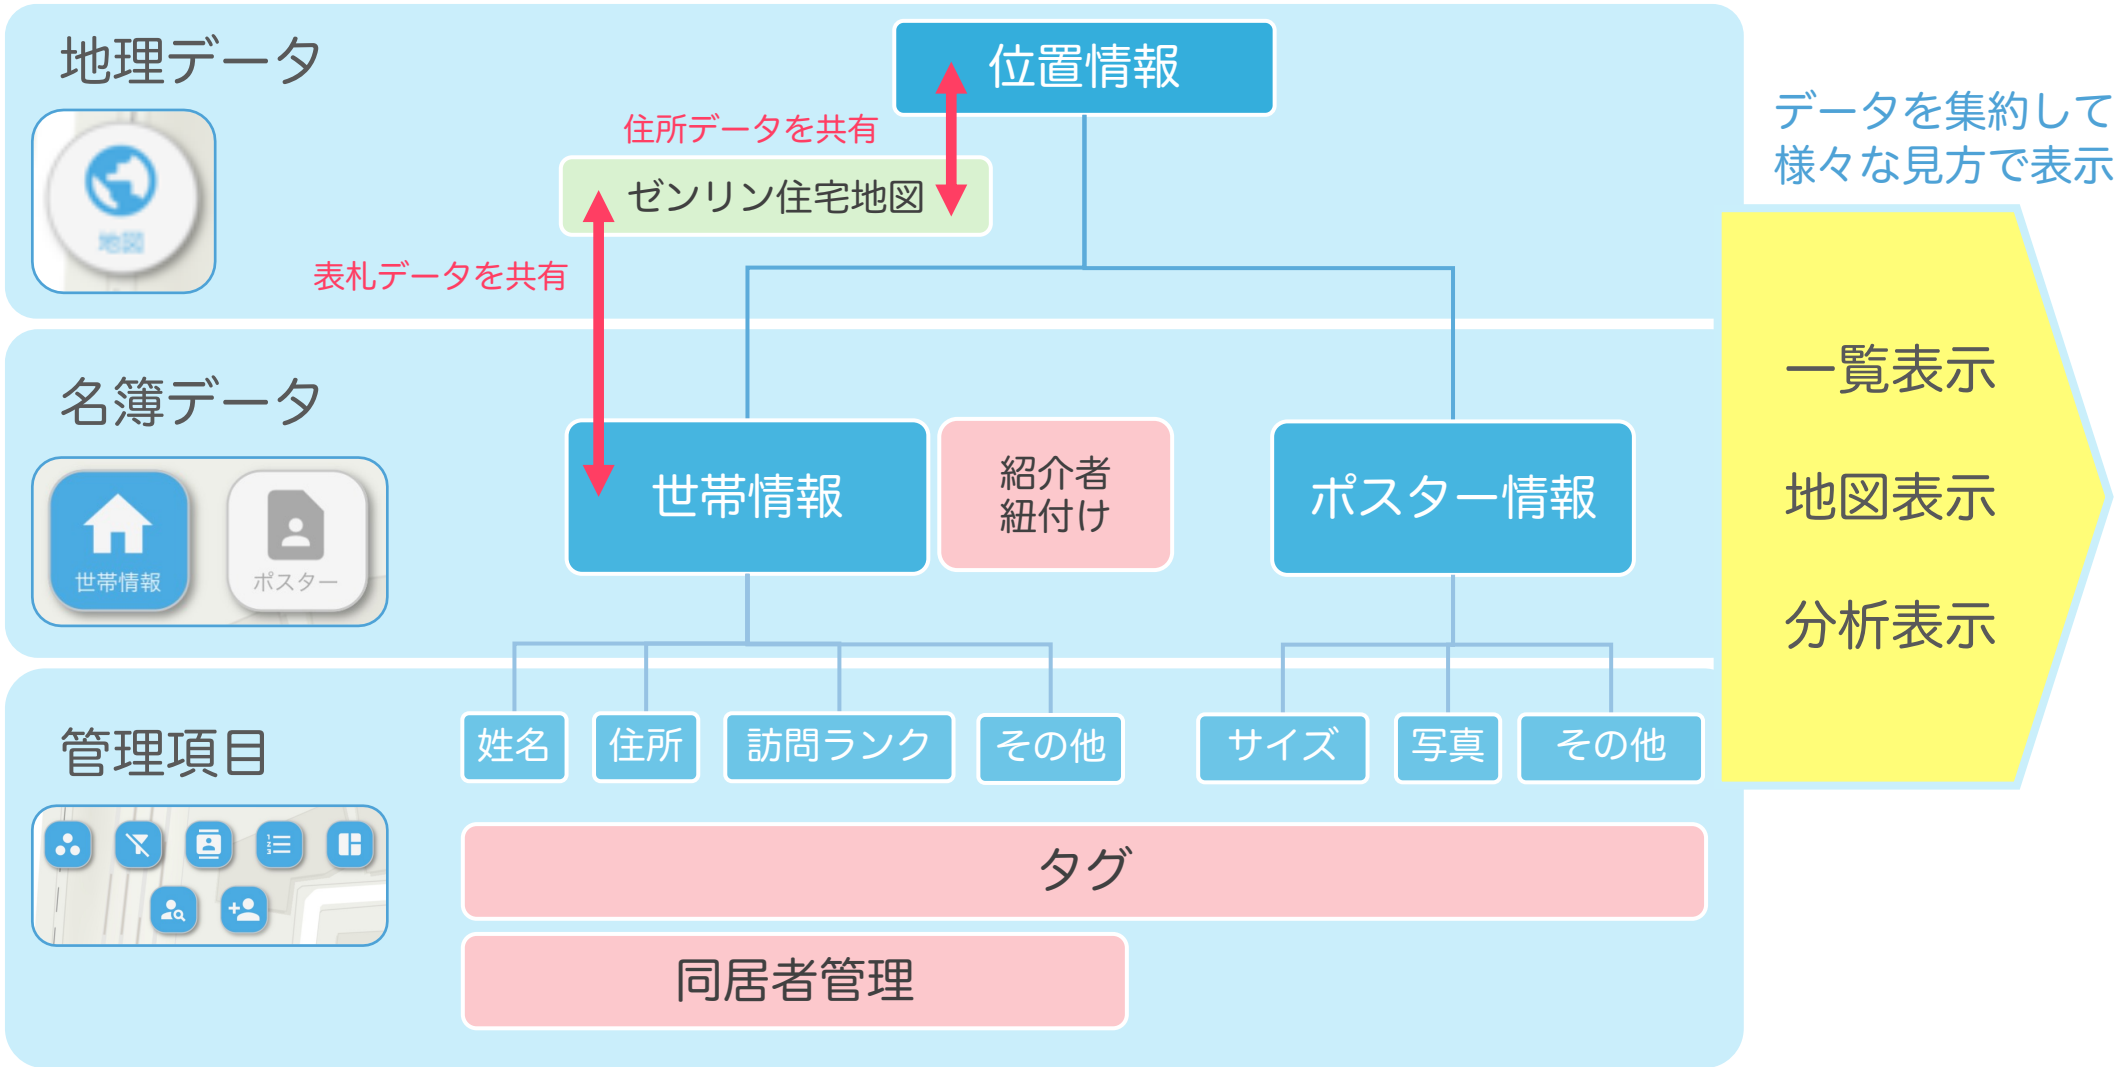 地理データ
地図
位置情報
住所データを共有
ゼンリン住宅地図
表札データを共有
名簿データ
世帯情報
ポスター
世帯情報
紹介者
紐付け
ポスター情報
管理項目
姓名
住所
訪問ランク
その他
サイズ
写真
その他
タグ
同居者管理
データを集約して
様々な見方で表示
一覧表示
地図表示
分析表示